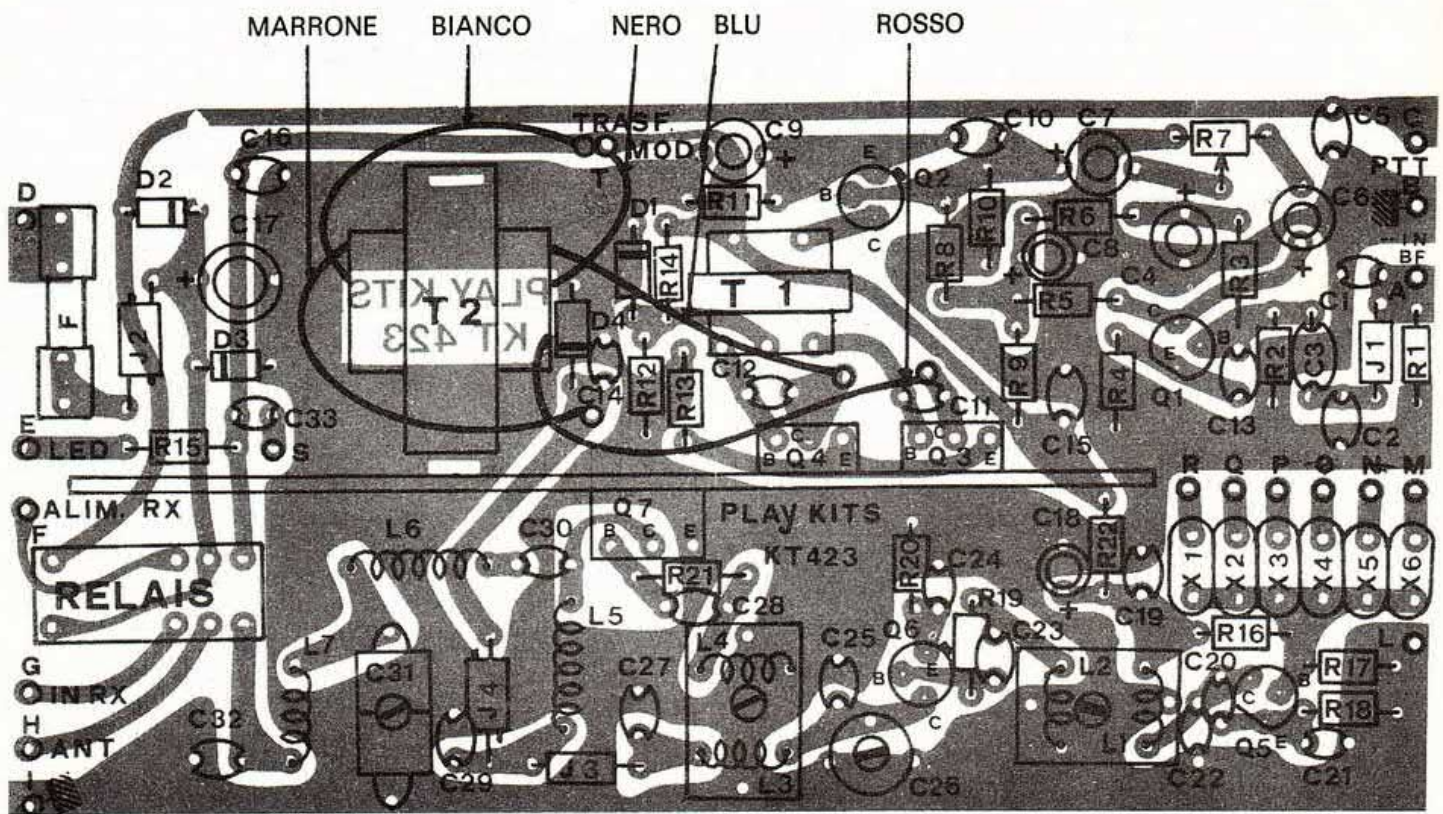 MARRONE BIANCO NERO BLU ROSSO
TRASF.
MOD
T
C16
C9
E
B
C
Q2
C10
C7
R7
C5
C
PTT
B
IN
BF
A
D
D2
C17
F
J2
D3
C33
T2
PLAY KITS
KT 423
D1
R14
R11
T 1
D4
C14
R12
R13
C12
C11
R8
R10
R6
C8
R5
C4
C
B
E
Q1
R3
C6
C1
R9
C15
R4
C13
R2
C3
J1
R1
C2
E
LED
R15
S
B
C
Q4
E
B
C
Q3
E
R Q P O N M
ALIM. RX
F
RELAIS
L6
C30
Q7
B C E
PLAY KITS
KT423
R21
C28
L5
R20
C24
R19
C18
R22
C19
X1 X2 X3 X4 X5 X6
R16
L
G
IN RX
H
ANT
I
L7
C31
C32
J4
C29
J3
C27
L4
L3
C25
Q6
B
E
C
C23
C26
L2
L1
C20
C22
C
B
Q5
E
R17
R18
C21